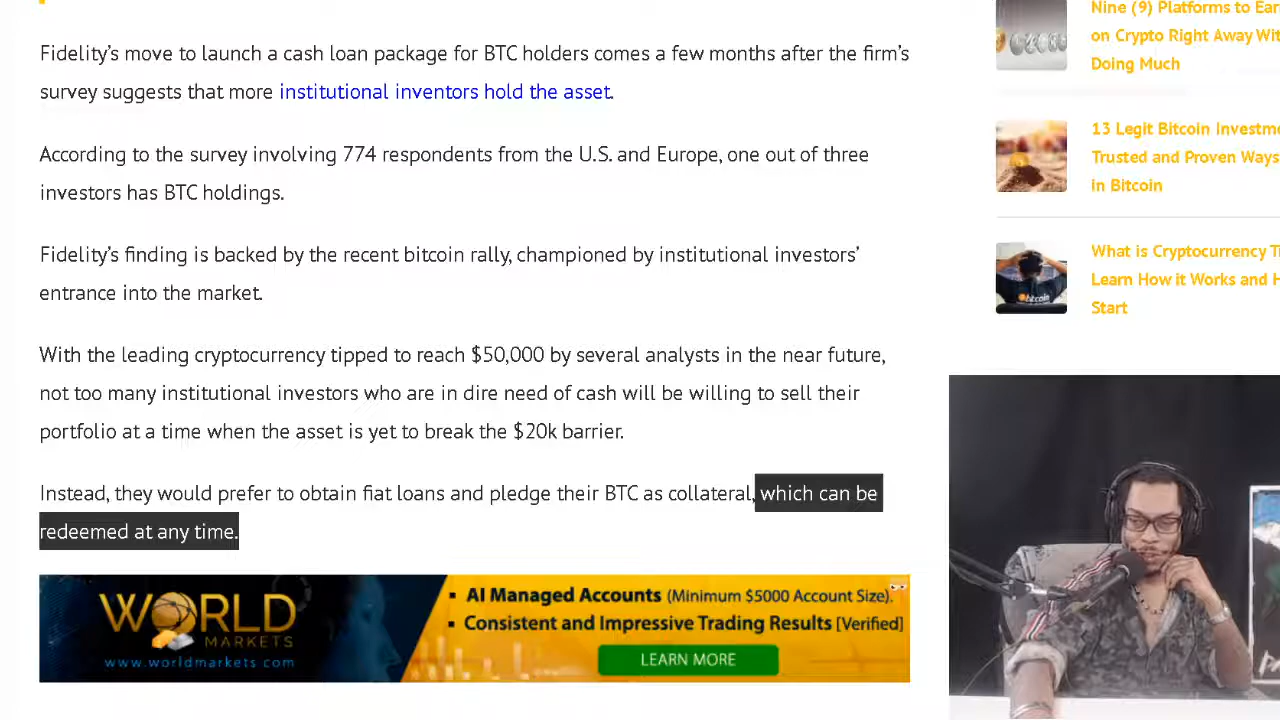 Fidelity’s move to launch a cash loan package for BTC holders comes a few months after the firm’s
survey suggests that more institutional inventors hold the asset.
According to the survey involving 774 respondents from the U.S. and Europe, one out of three
investors has BTC holdings.
Fidelity’s finding is backed by the recent bitcoin rally, championed by institutional investors’
entrance into the market.
With the leading cryptocurrency tipped to reach $50,000 by several analysts in the near future,
not too many institutional investors who are in dire need of cash will be willing to sell their
portfolio at a time when the asset is yet to break the $20k barrier.
Instead, they would prefer to obtain fiat loans and pledge their BTC as collateral, which can be
redeemed at any time.
WORLD
MARKETS
www.worldmarkets.com
AI Managed Accounts (Minimum $5000 Account Size).
Consistent and Impressive Trading Results [Verified]
LEARN MORE
Nine (9) Platforms to Ear
on Crypto Right Away Wit
Doing Much
13 Legit Bitcoin Investme
Trusted and Proven Ways
in Bitcoin
What is Cryptocurrency T
Learn How it Works and H
Start
bitcoin